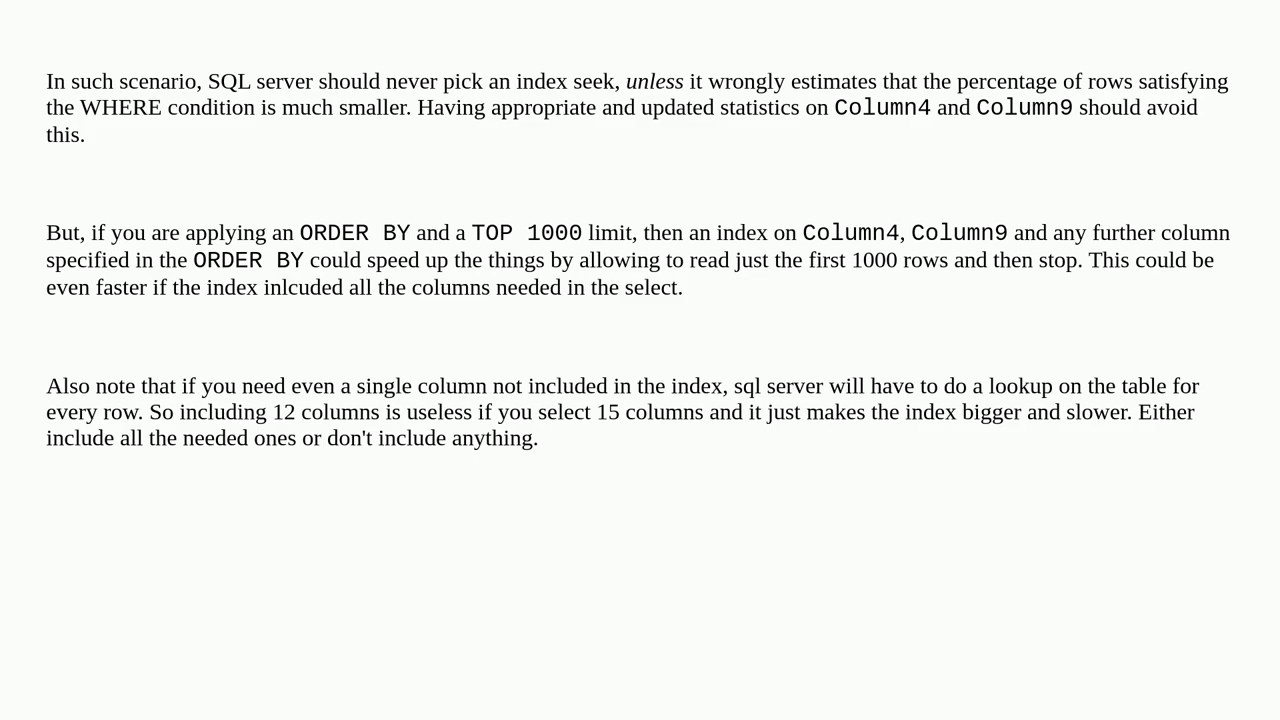 In such scenario, SQL server should never pick an index seek, unless it wrongly estimates that the percentage of rows satisfying
the WHERE condition is much smaller. Having appropriate and updated statistics on Column4 and Column9 should avoid
this.
But, if you are applying an ORDER BY and a TOP 1000 limit, then an index on Column4, Column9 and any further column
specified in the ORDER BY could speed up the things by allowing to read just the first 1000 rows and then stop. This could be
even faster if the index inlcuded all the columns needed in the select.
Also note that if you need even a single column not included in the index, sql server will have to do a lookup on the table for
every row. So including 12 columns is useless if you select 15 columns and it just makes the index bigger and slower. Either
include all the needed ones or don't include anything.